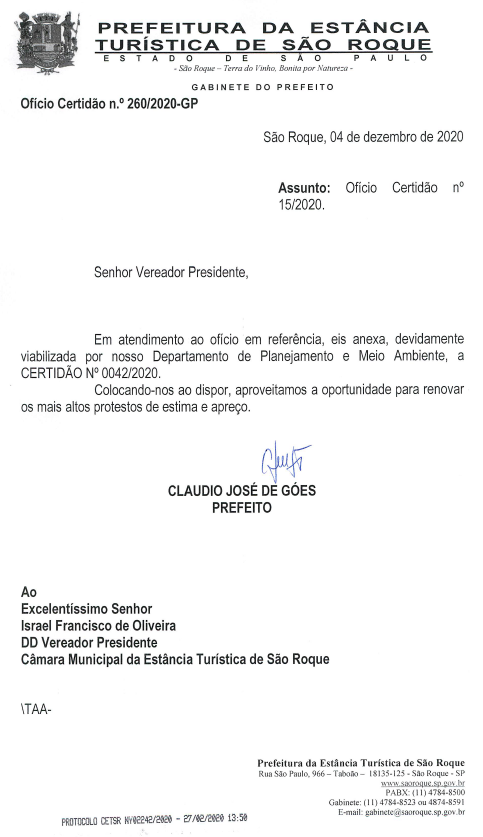 PREFEITURA DA ESTÂNCIA
TURÍSTICA DE SÃO ROQUE
ESTADO DE SÃO PAULO
- São Roque – Terra do Vinho, Bonita por Natureza -
GABINETE DO PREFEITO
Ofício Certidão n.º 260/2020-GP
São Roque, 04 de dezembro de 2020
Assunto: Ofício Certidão nº
15/2020.
Senhor Vereador Presidente,
Em atendimento ao ofício em referência, eis anexa, devidamente
viabilizada por nosso Departamento de Planejamento e Meio Ambiente, a
CERTIDÃO Nº 0042/2020.
Colocando-nos ao dispor, aproveitamos a oportunidade para renovar
os mais altos protestos de estima e apreço.
CLAUDIO JOSÉ DE GÓES
PREFEITO
Ao
Excelentíssimo Senhor
Israel Francisco de Oliveira
DD Vereador Presidente
Câmara Municipal da Estância Turística de São Roque
\TAA-
Prefeitura da Estância Turística de São Roque
Rua São Paulo, 966 – Taboão – 18135-125 - São Roque - SP
www.saoroque.sp.gov.br
PABX: (11) 4784-8500
Gabinete: (11) 4784-8523 ou 4874-8591
E-mail: gabinete@saoroque.sp.gov.br
PROTOCOLO CETSR 02242/2020 - 27/02/2020 13:50